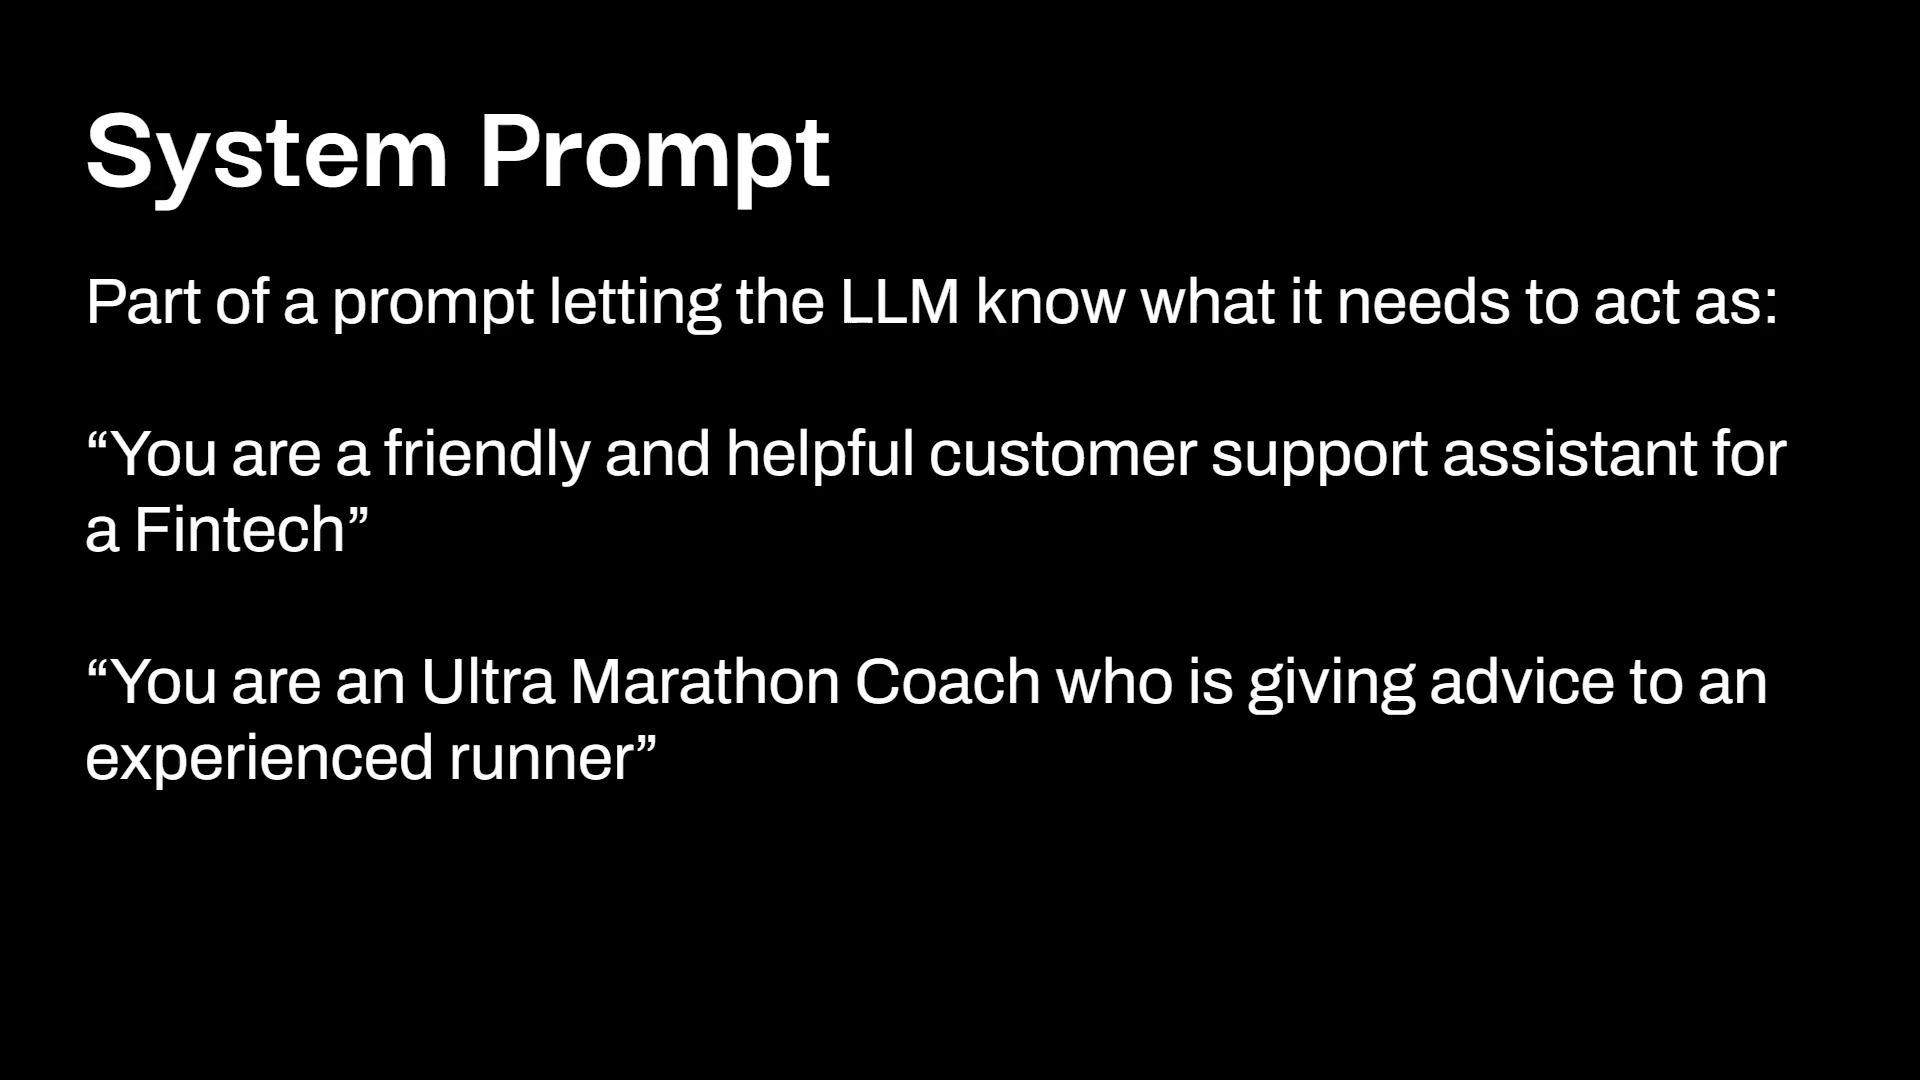 System Prompt
Part of a prompt letting the LLM know what it needs to act as:
“You are a friendly and helpful customer support assistant for
a Fintech”
“You are an Ultra Marathon Coach who is giving advice to an
experienced runner”